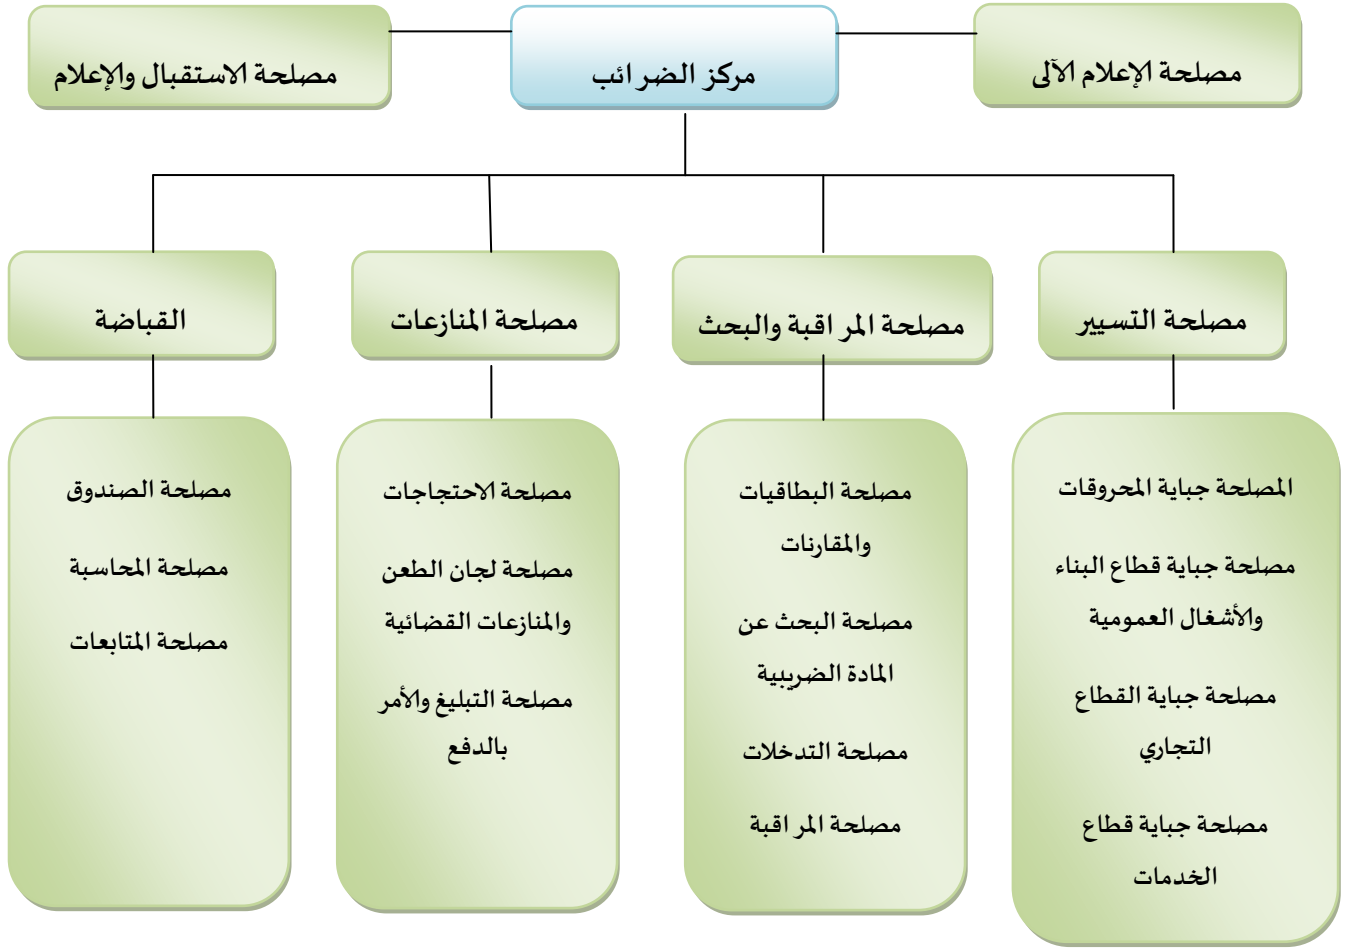 مصلحة الإعلام الآلى
مركز الضرائب
مصلحة الاستقبال والإعلام
مصلحة التسيير
مصلحة المراقبة والبحث
مصلحة المنازعات
القباضة
المصلحة جباية المحروقات
مصلحة جباية قطاع البناء
والأشغال العمومية
مصلحة جباية القطاع
التجاري
مصلحة جباية قطاع
الخدمات
مصلحة البطاقيات
والمقارنات
مصلحة البحث عن
المادة الضريبية
مصلحة التدخلات
مصلحة المراقبة
مصلحة الاحتجاجات
مصلحة لجان الطعن
والمنازعات القضائية
مصلحة التبليغ والأمر
بالدفع
مصلحة الصندوق
مصلحة المحاسبة
مصلحة المتابعات